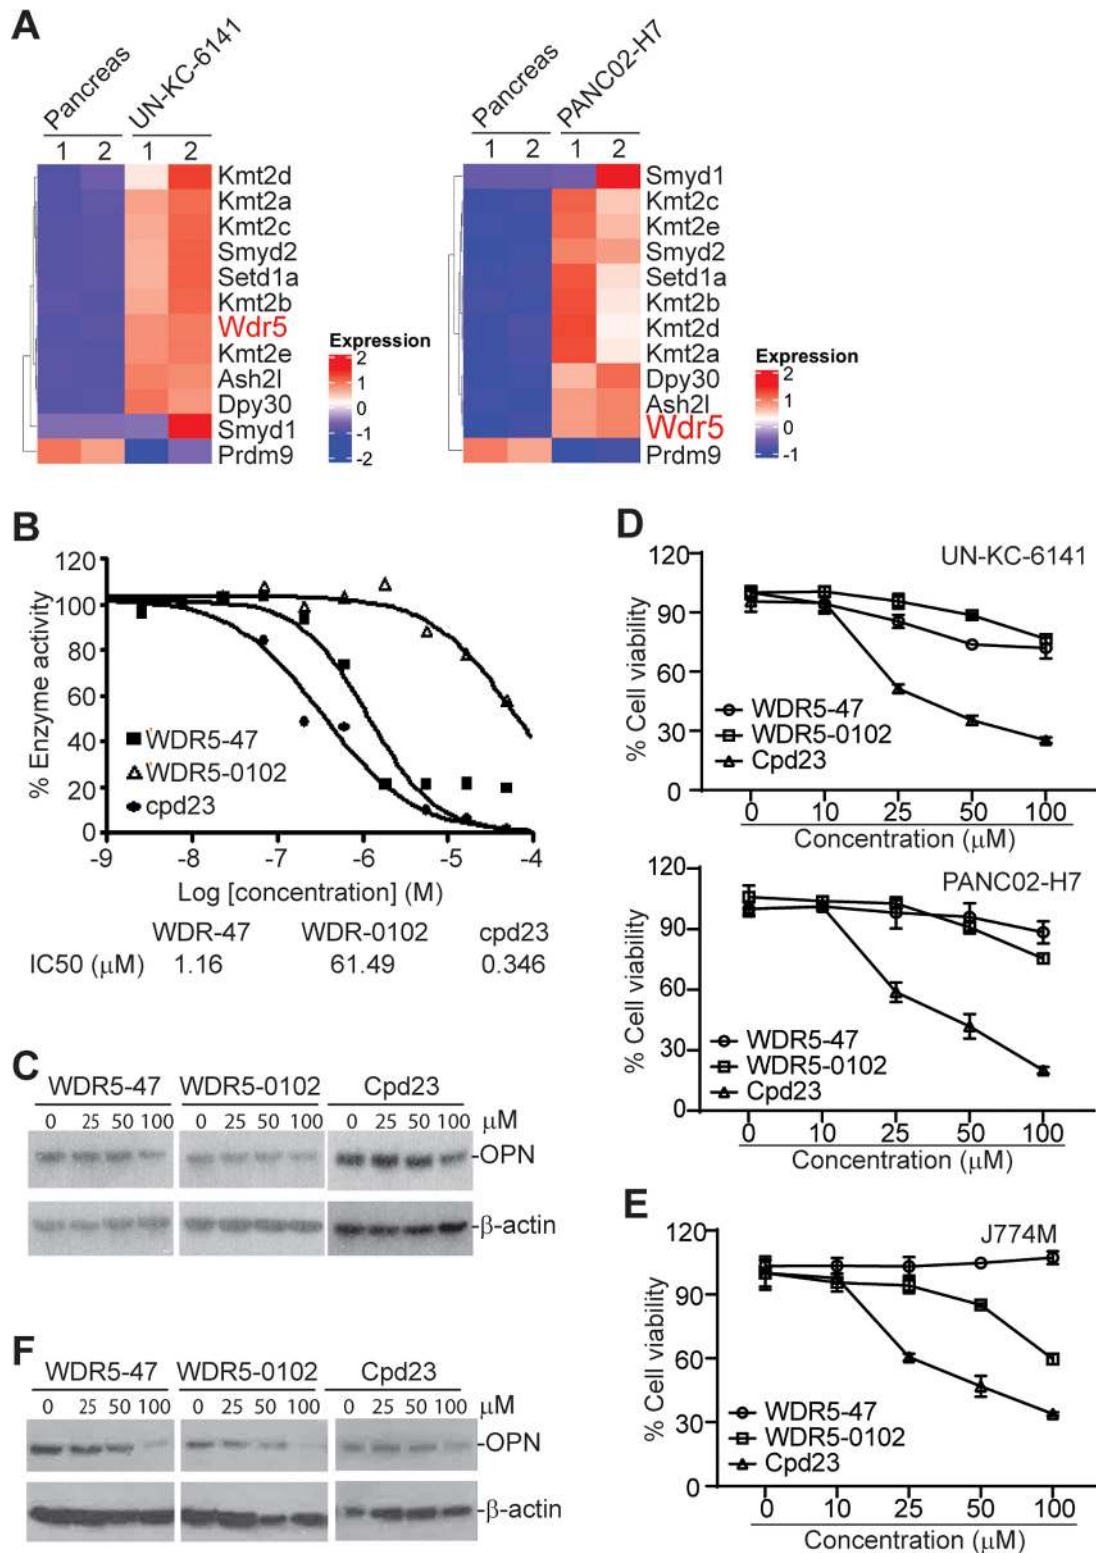 A
Pancreas UN-KC-6141
1 2 1 2
Kmt2d
Kmt2a
Kmt2c
Smyd2
Setd1a
Kmt2b
Wdr5
Kmt2e
Ash2l
Dpy30
Smyd1
Prdm9
Expression
2
1
0
-1
-2
Pancreas PANC02-H7
1 2 1 2
Smyd1
Kmt2c
Kmt2e
Smyd2
Setd1a
Kmt2b
Kmt2d
Kmt2a
Dpy30
Ash2l
Wdr5
Prdm9
Expression
2
1
0
-1
B
% Enzyme activity
120
100
80
60
40
20
0
WDR5-47
WDR5-0102
cpd23
-9 -8 -7 -6 -5 -4
Log [concentration] (M)
WDR-47 WDR-0102 cpd23
IC50 (μM) 1.16 61.49 0.346
C
WDR5-47 WDR5-0102 Cpd23
0 25 50 100 0 25 50 100 0 25 50 100 μM
-OPN
-β-actin
D
UN-KC-6141
% Cell viability
120
90
60
30
0
WDR5-47
WDR5-0102
Cpd23
0 10 25 50 100
Concentration (μM)
PANC02-H7
% Cell viability
120
90
60
30
0
WDR5-47
WDR5-0102
Cpd23
0 10 25 50 100
Concentration (μM)
E
J774M
% Cell viability
120
90
60
30
0
WDR5-47
WDR5-0102
Cpd23
0 10 25 50 100
Concentration (μM)
F
WDR5-47 WDR5-0102 Cpd23
0 25 50 100 0 25 50 100 0 25 50 100 μM
-OPN
-β-actin